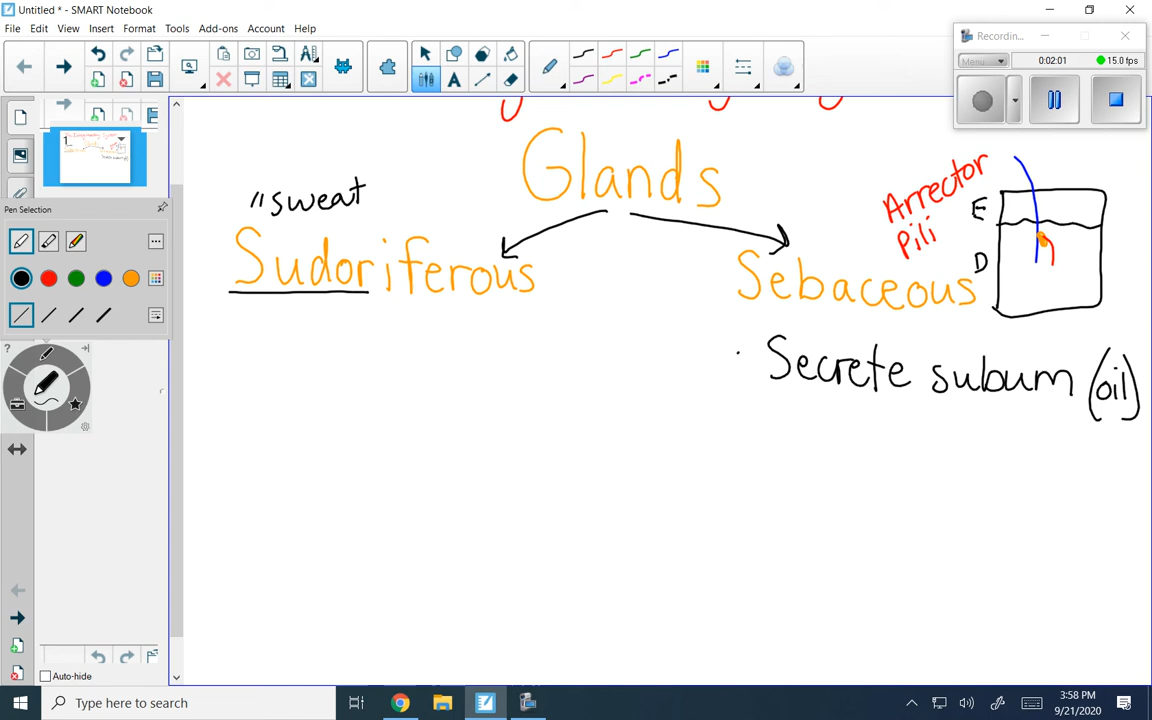 Untitled * - SMART Notebook
File Edit View Insert Format Tools Add-ons Account Help
Recordin...
Menu
0:02:01
15.0 fps
Pen Selection
?
Auto-hide
Glands
"sweat
Sudoriferous
Sebaceous
Arrector
Pili
E
D
Secrete subum (oil)
Type here to search
3:58 PM
9/21/2020